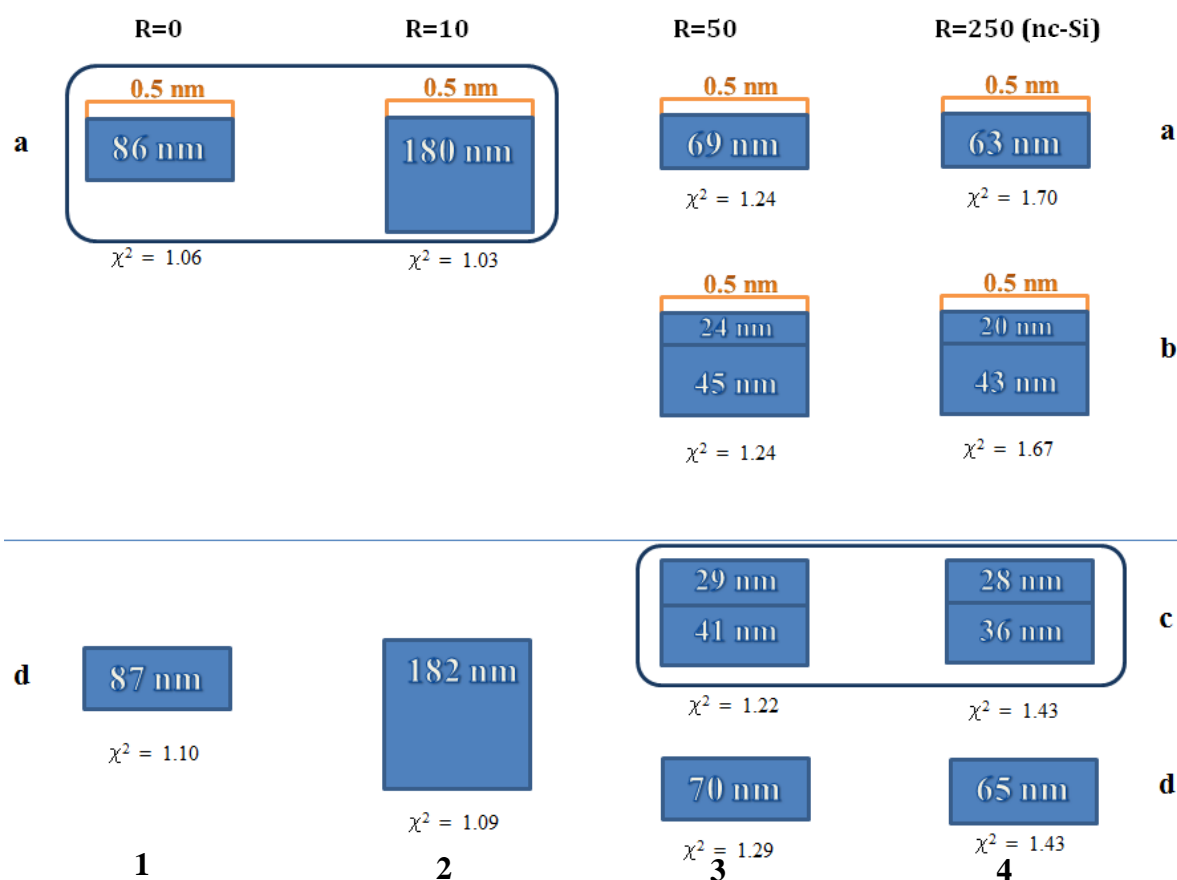 R=0 R=10 R=50 R=250 (nc-Si)
0.5 nm 0.5 nm 0.5 nm 0.5 nm
a 86 nm 180 nm 69 nm 63 nm a
χ² = 1.24 χ² = 1.70
χ² = 1.06 χ² = 1.03
0.5 nm 0.5 nm
24 nm 20 nm
b
45 nm 43 nm
χ² = 1.24 χ² = 1.67
29 nm 28 nm
c
41 nm 36 nm
d 87 nm 182 nm
χ² = 1.22 χ² = 1.43
χ² = 1.10
70 nm 65 nm d
χ² = 1.09
χ² = 1.29 χ² = 1.43
1 2 3 4